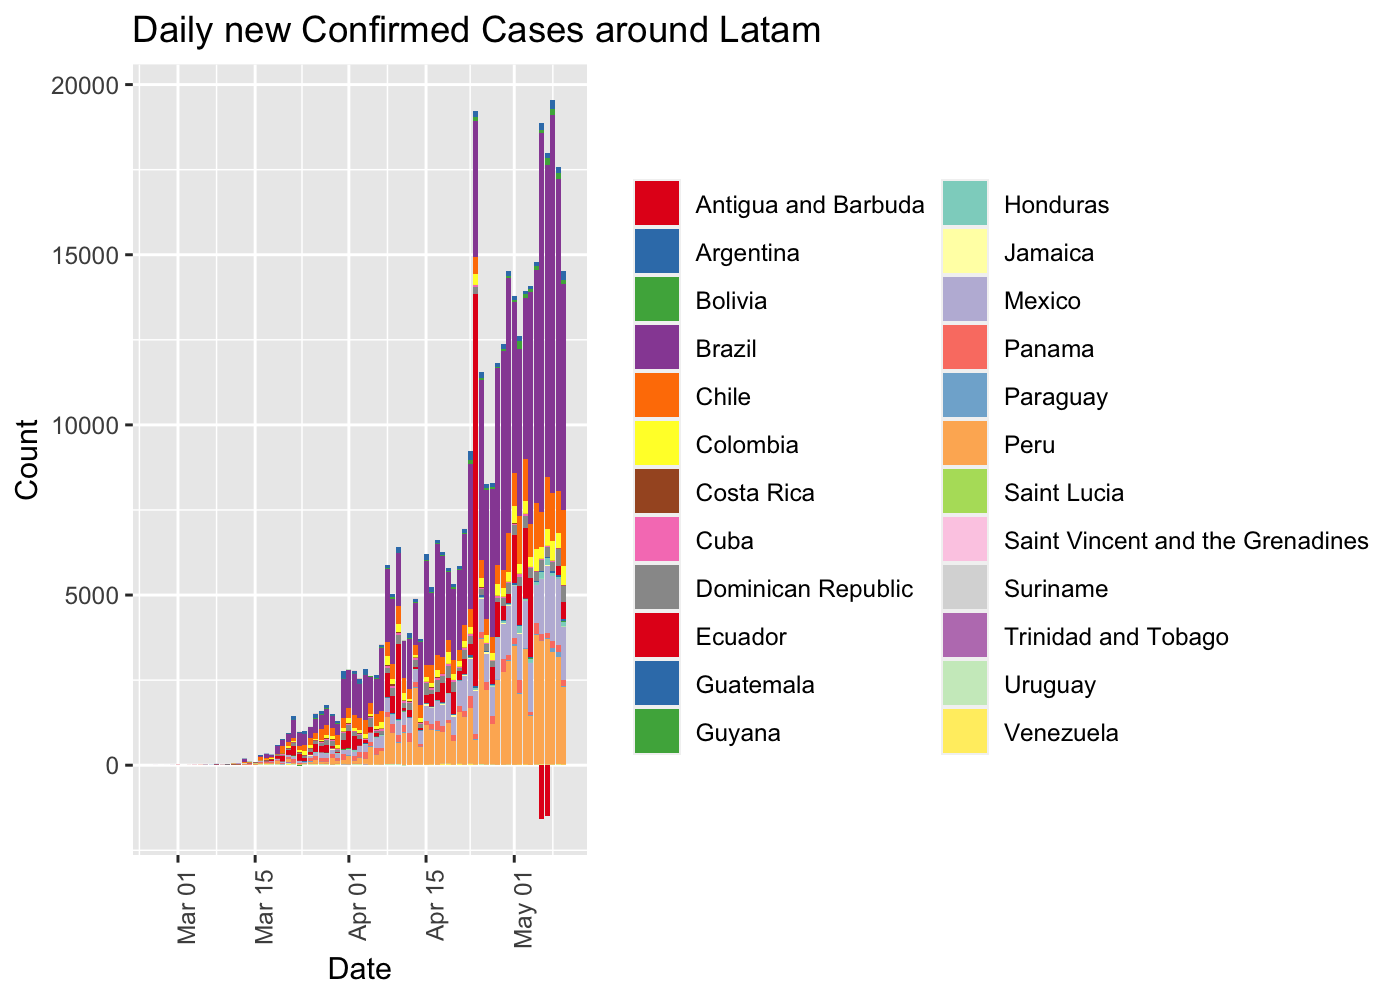 Daily new Confirmed Cases around Latam
20000
15000
10000
5000
0
Count
Mar 01
Mar 15
Apr 01
Apr 15
May 01
Date
Antigua and Barbuda
Argentina
Bolivia
Brazil
Chile
Colombia
Costa Rica
Cuba
Dominican Republic
Ecuador
Guatemala
Guyana
Honduras
Jamaica
Mexico
Panama
Paraguay
Peru
Saint Lucia
Saint Vincent and the Grenadines
Suriname
Trinidad and Tobago
Uruguay
Venezuela